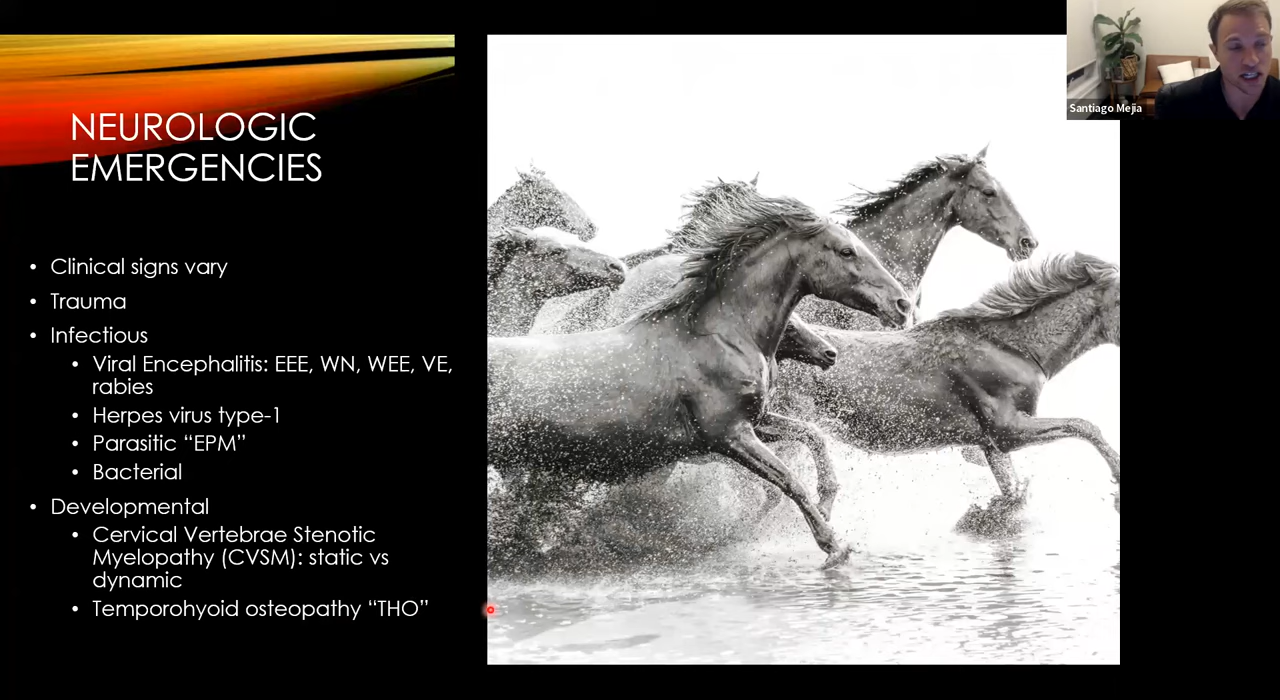 Santiago Mejia
NEUROLOGIC
EMERGENCIES
• Clinical signs vary
• Trauma
• Infectious
• Viral Encephalitis: EEE, WN, WEE, VE,
rabies
• Herpes virus type-1
• Parasitic “EPM”
• Bacterial
• Developmental
• Cervical Vertebrae Stenotic
Myelopathy (CVSM): static vs
dynamic
• Temporohyoid osteopathy “THO”